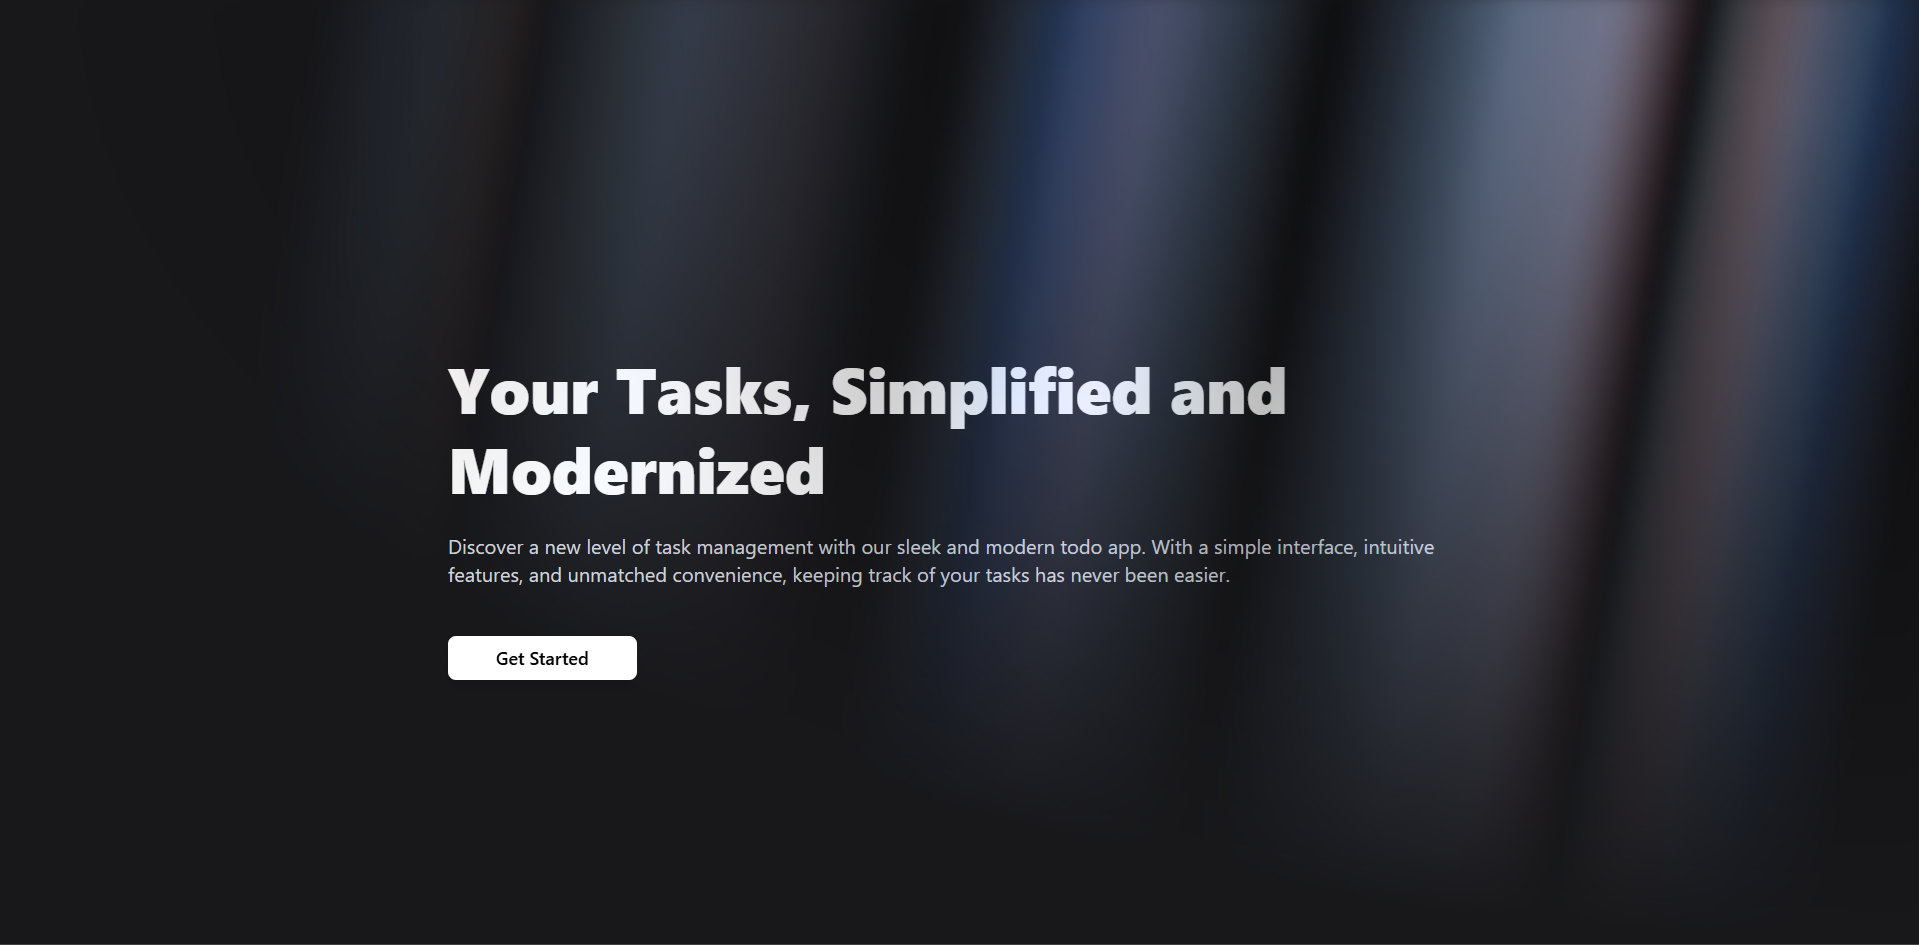 Your Tasks, Simplified and
Modernized
Discover a new level of task management with our sleek and modern todo app. With a simple interface, intuitive
features, and unmatched convenience, keeping track of your tasks has never been easier.
Get Started